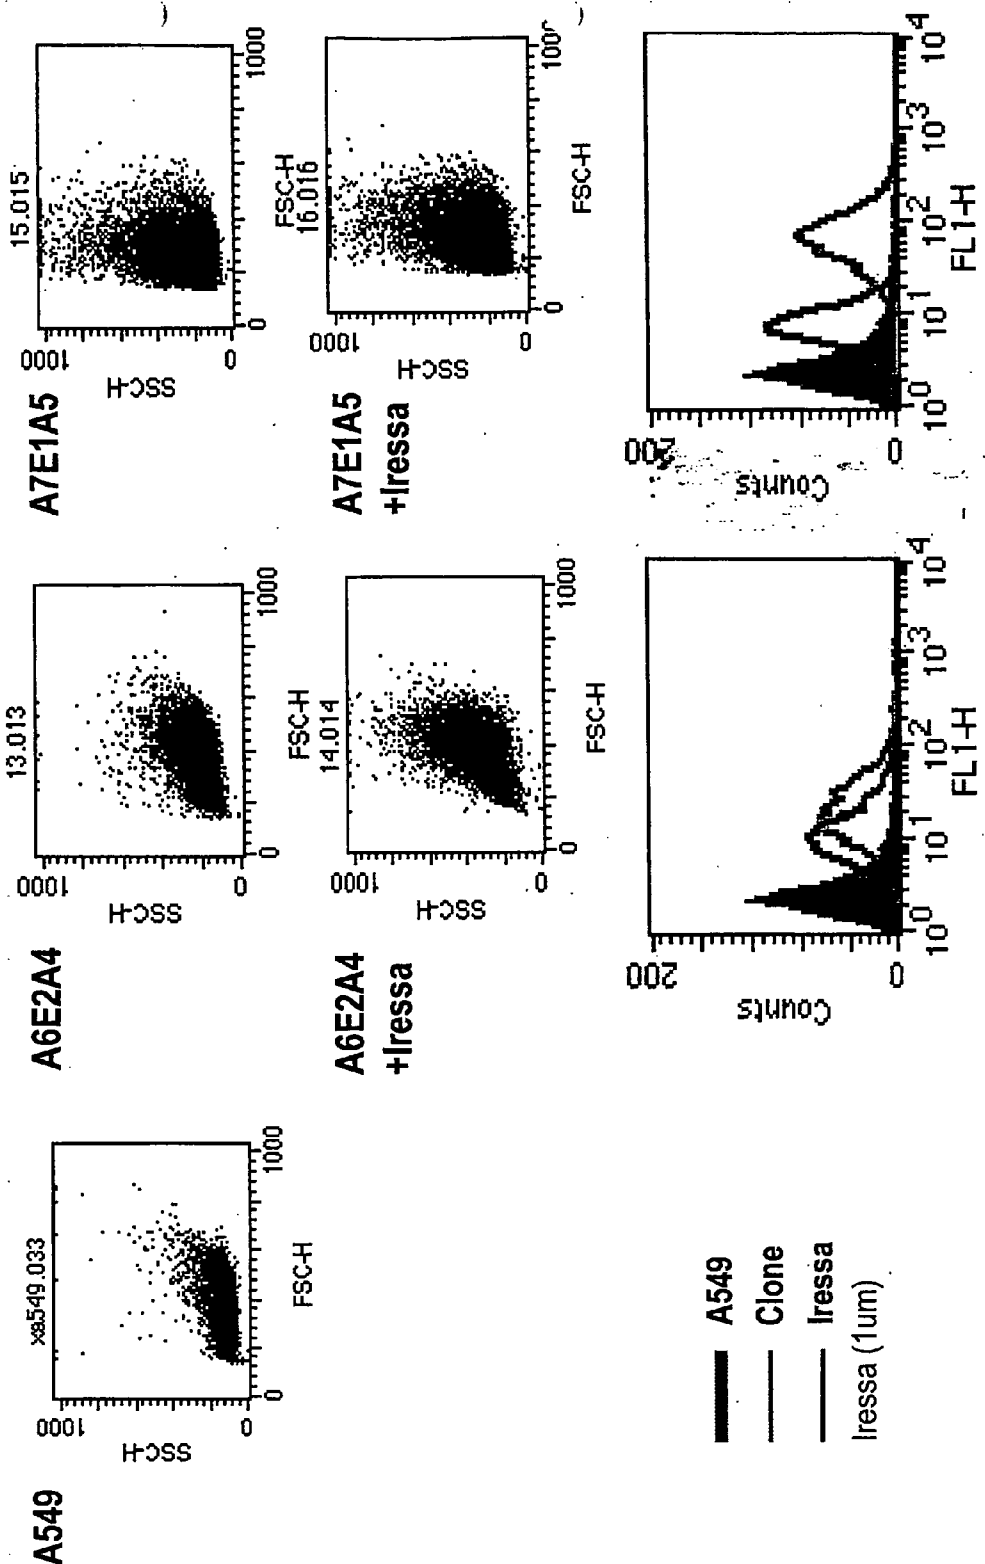 A549
xa549.033
SSC-H
1000
0
0
1000
FSC-H
A6E2A4
13.013
SSC-H
1000
0
0
1000
FSC-H
A7E1A5
15.015
SSC-H
1000
0
0
1000
FSC-H
A6E2A4
+Iressa
14.014
SSC-H
1000
0
0
1000
FSC-H
A7E1A5
+Iressa
16.016
SSC-H
1000
0
0
FSC-H
A549
Clone
Iressa
Iressa (1um)
Counts
200
0
10^0
10^1
10^2
10^3
10^4
FL1-H
Counts
200
0
10^0
10^1
10^2
10^3
10^4
FL1-H